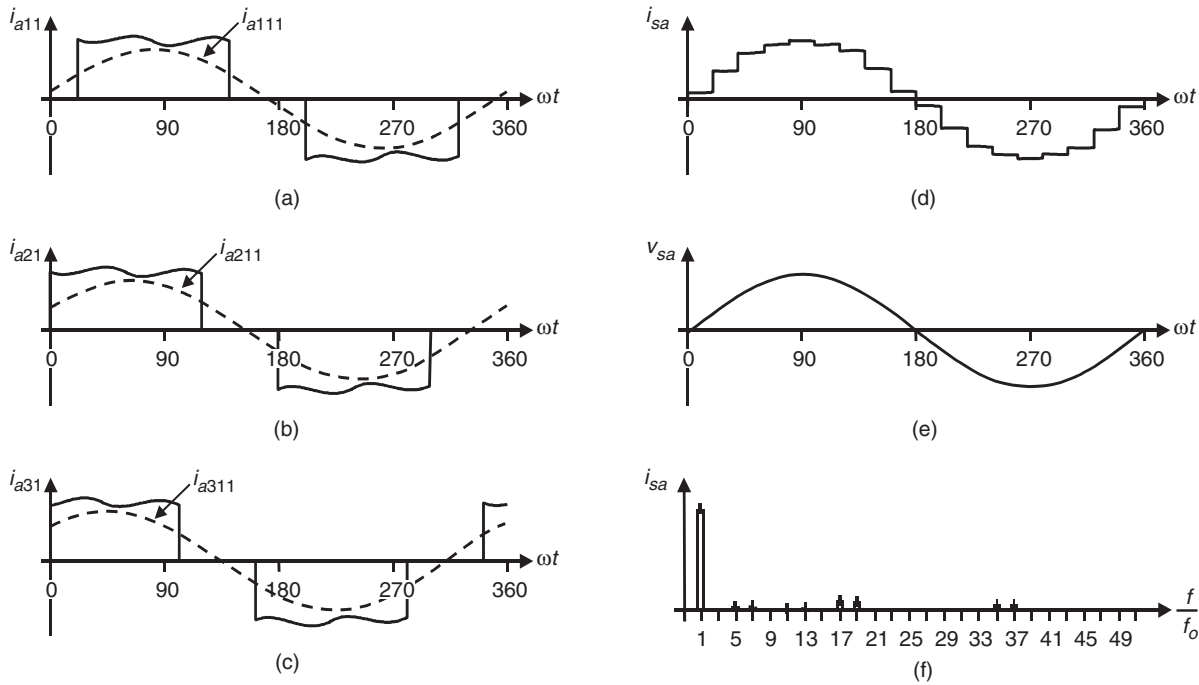 i_a11
i_a111
ωt
0 90 180 270 360
(a)
i_a21
i_a211
ωt
0 90 180 270 360
(b)
i_a31
i_a311
ωt
0 90 180 270 360
(c)
i_sa
ωt
0 90 180 270 360
(d)
v_sa
ωt
0 90 180 270 360
(e)
i_sa
f
f_o
1 5 9 13 17 21 25 29 33 37 41 45 49
(f)